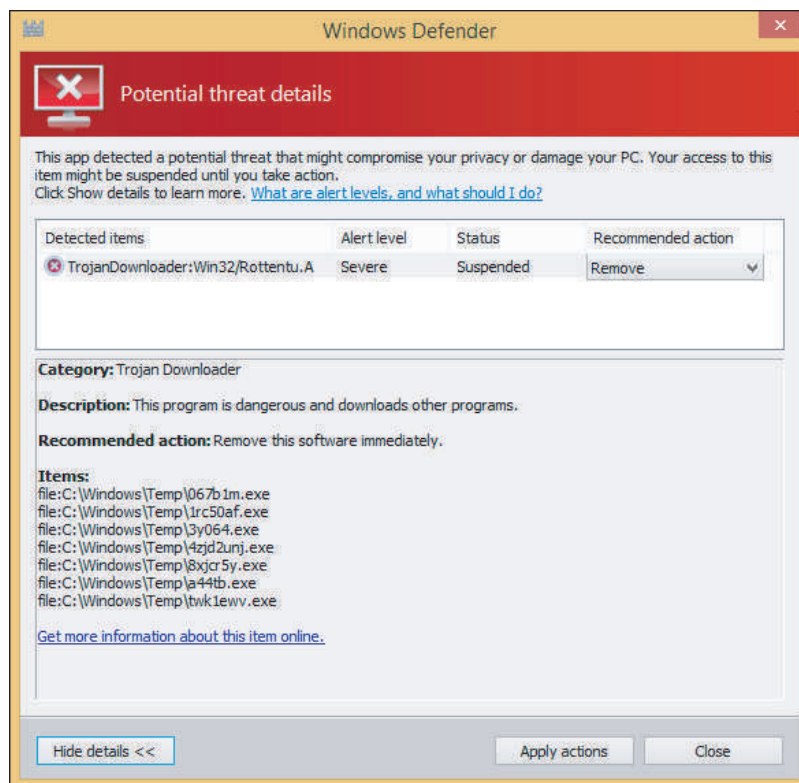 Windows Defender
Potential threat details
This app detected a potential threat that might compromise your privacy or damage your PC. Your access to this
item might be suspended until you take action.
Click Show details to learn more. What are alert levels, and what should I do?
Detected items Alert level Status Recommended action
TrojanDownloader:Win32/Rottentu.A Severe Suspended Remove
Category: Trojan Downloader
Description: This program is dangerous and downloads other programs.
Recommended action: Remove this software immediately.
Items:
file:C:\Windows\Temp\067b1m.exe
file:C:\Windows\Temp\1rc50af.exe
file:C:\Windows\Temp\3y064.exe
file:C:\Windows\Temp\4zjd2unj.exe
file:C:\Windows\Temp\8xjcr5y.exe
file:C:\Windows\Temp\a44tb.exe
file:C:\Windows\Temp\twk1ewv.exe
Get more information about this item online.
Hide details << Apply actions Close